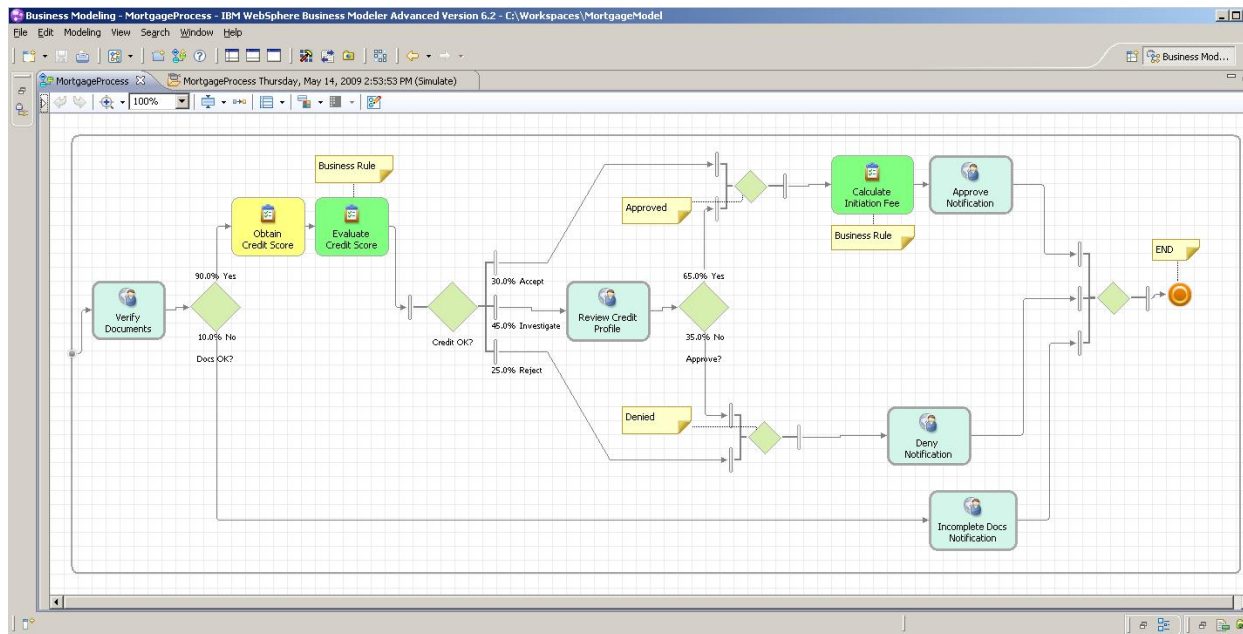 Business Modeling - MortgageProcess - IBM WebSphere Business Modeler Advanced Version 6.2 - C:\Workspaces\MortgageModel
File Edit Modeling View Search Window Help
Business Mod...
MortgageProcess
MortgageProcess Thursday, May 14, 2009 2:53:53 PM (Simulate)
100%
Business Rule
Obtain
Credit Score
Evaluate
Credit Score
Approved
Calculate
Initiation Fee
Approve
Notification
Business Rule
END
90.0% Yes
30.0% Accept
65.0% Yes
Verify
Documents
Review Credit
Profile
45.0% Investigate
10.0% No
Credit OK?
35.0% No
Docs OK?
Approve?
25.0% Reject
Denied
Deny
Notification
Incomplete Docs
Notification